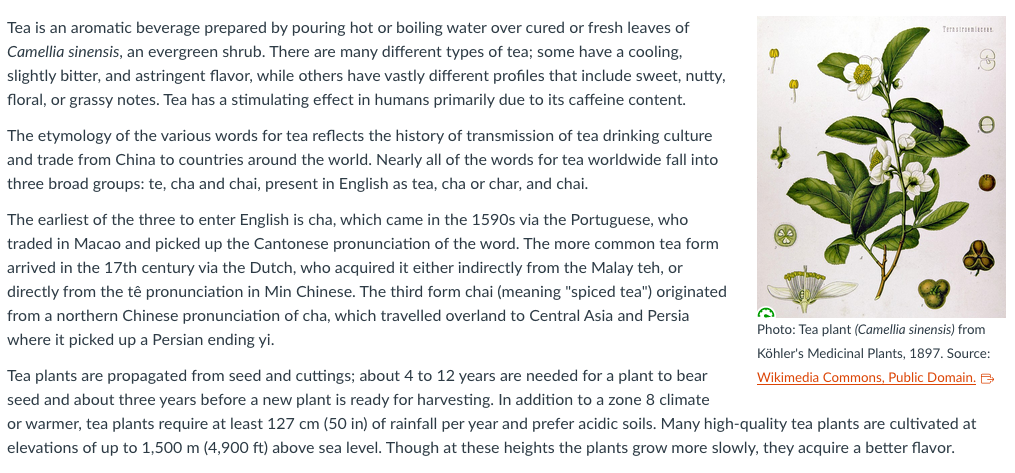 Tea is an aromatic beverage prepared by pouring hot or boiling water over cured or fresh leaves of
Camellia sinensis, an evergreen shrub. There are many different types of tea; some have a cooling,
slightly bitter, and astringent flavor, while others have vastly different profiles that include sweet, nutty,
floral, or grassy notes. Tea has a stimulating effect in humans primarily due to its caffeine content.
The etymology of the various words for tea reflects the history of transmission of tea drinking culture
and trade from China to countries around the world. Nearly all of the words for tea worldwide fall into
three broad groups: te, cha and chai, present in English as tea, cha or char, and chai.
The earliest of the three to enter English is cha, which came in the 1590s via the Portuguese, who
traded in Macao and picked up the Cantonese pronunciation of the word. The more common tea form
arrived in the 17th century via the Dutch, who acquired it either indirectly from the Malay teh, or
directly from the tê pronunciation in Min Chinese. The third form chai (meaning "spiced tea") originated
from a northern Chinese pronunciation of cha, which travelled overland to Central Asia and Persia
where it picked up a Persian ending yi.
Tea plants are propagated from seed and cuttings; about 4 to 12 years are needed for a plant to bear
seed and about three years before a new plant is ready for harvesting. In addition to a zone 8 climate
or warmer, tea plants require at least 127 cm (50 in) of rainfall per year and prefer acidic soils. Many high-quality tea plants are cultivated at
elevations of up to 1,500 m (4,900 ft) above sea level. Though at these heights the plants grow more slowly, they acquire a better flavor.
Ternstroemiaceae.
Photo: Tea plant (Camellia sinensis) from
Köhler's Medicinal Plants, 1897. Source:
Wikimedia Commons, Public Domain.